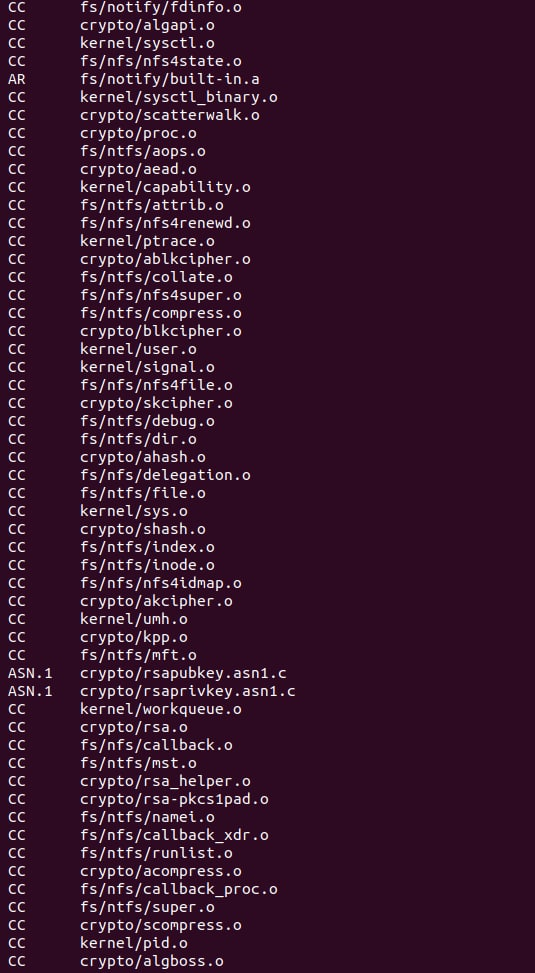 CC fs/notify/fdinfo.o
CC crypto/algapi.o
CC kernel/sysctl.o
CC fs/nfs/nfs4state.o
AR fs/notify/built-in.a
CC kernel/sysctl_binary.o
CC crypto/scatterwalk.o
CC crypto/proc.o
CC fs/ntfs/aops.o
CC crypto/aead.o
CC kernel/capability.o
CC fs/ntfs/attrib.o
CC fs/nfs/nfs4renewd.o
CC kernel/ptrace.o
CC crypto/ablkcipher.o
CC fs/ntfs/collate.o
CC fs/nfs/nfs4super.o
CC fs/ntfs/compress.o
CC crypto/blkcipher.o
CC kernel/user.o
CC kernel/signal.o
CC fs/nfs/nfs4file.o
CC crypto/skcipher.o
CC fs/ntfs/debug.o
CC fs/ntfs/dir.o
CC crypto/ahash.o
CC fs/nfs/delegation.o
CC fs/ntfs/file.o
CC kernel/sys.o
CC crypto/shash.o
CC fs/ntfs/index.o
CC fs/ntfs/inode.o
CC fs/nfs/nfs4idmap.o
CC crypto/akcipher.o
CC kernel/umh.o
CC crypto/kpp.o
CC fs/ntfs/mft.o
ASN.1 crypto/rsapubkey.asn1.c
ASN.1 crypto/rsaprivkey.asn1.c
CC kernel/workqueue.o
CC crypto/rsa.o
CC fs/nfs/callback.o
CC fs/ntfs/mst.o
CC crypto/rsa_helper.o
CC crypto/rsa-pkcs1pad.o
CC fs/ntfs/namei.o
CC fs/nfs/callback_xdr.o
CC fs/ntfs/runlist.o
CC crypto/acompress.o
CC fs/nfs/callback_proc.o
CC fs/ntfs/super.o
CC crypto/scompress.o
CC kernel/pid.o
CC crypto/algboss.o